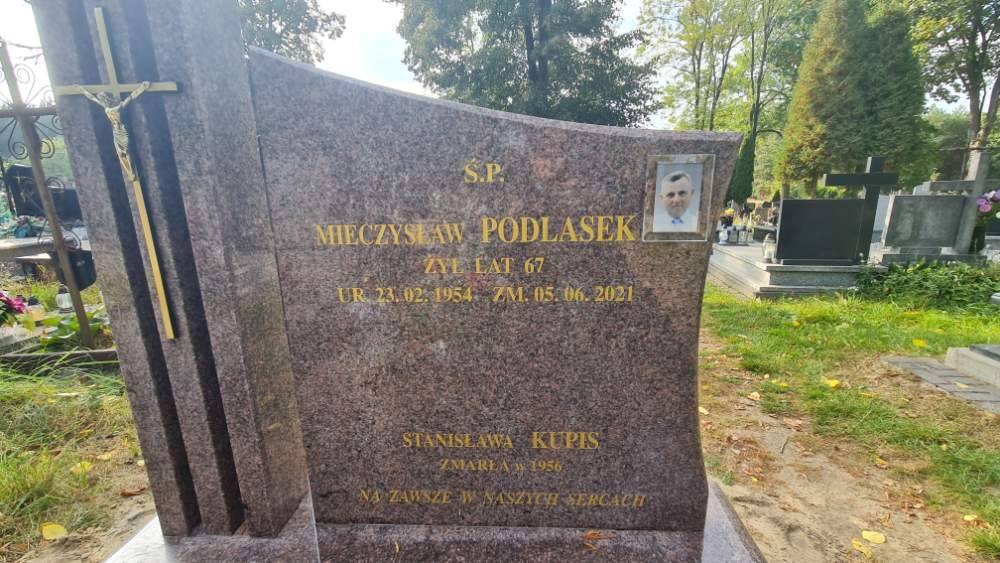 Ś.P.
MIECZYSŁAW PODLASEK
ŻYŁ LAT 67
UR. 23.02.1954 ZM. 05.06.2021
STANISŁAWA KUPIS
ZMARŁA W 1956
NA ZAWSZE W NASZYCH SERCACH